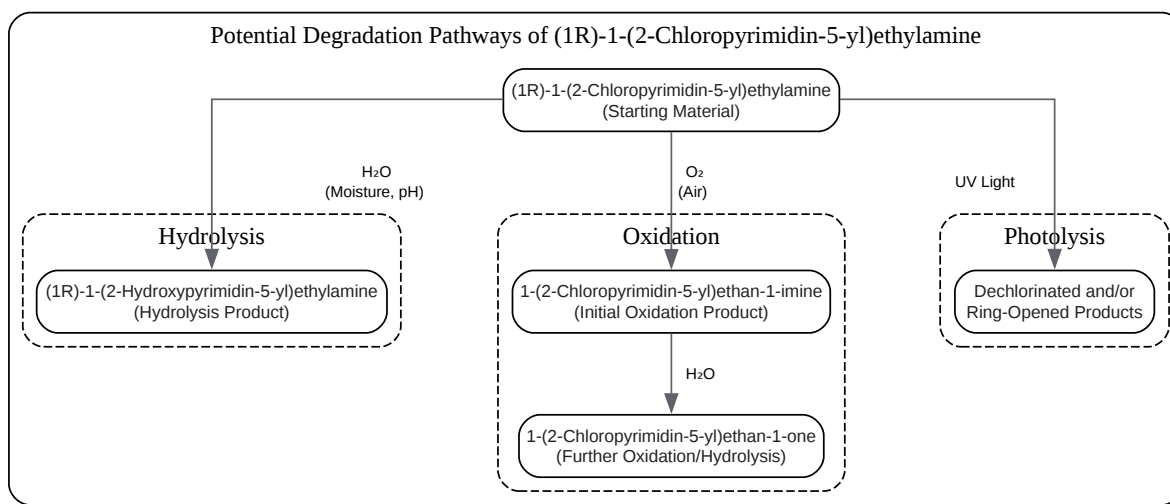 Potential Degradation Pathways of (1R)-1-(2-Chloropyrimidin-5-yl)ethylamine
(1R)-1-(2-Chloropyrimidin-5-yl)ethylamine
(Starting Material)
H₂O
(Moisture, pH)
O₂
(Air)
UV Light
Hydrolysis
(1R)-1-(2-Hydroxypyrimidin-5-yl)ethylamine
(Hydrolysis Product)
Oxidation
1-(2-Chloropyrimidin-5-yl)ethan-1-imine
(Initial Oxidation Product)
H₂O
1-(2-Chloropyrimidin-5-yl)ethan-1-one
(Further Oxidation/Hydrolysis)
Photolysis
Dechlorinated and/or
Ring-Opened Products